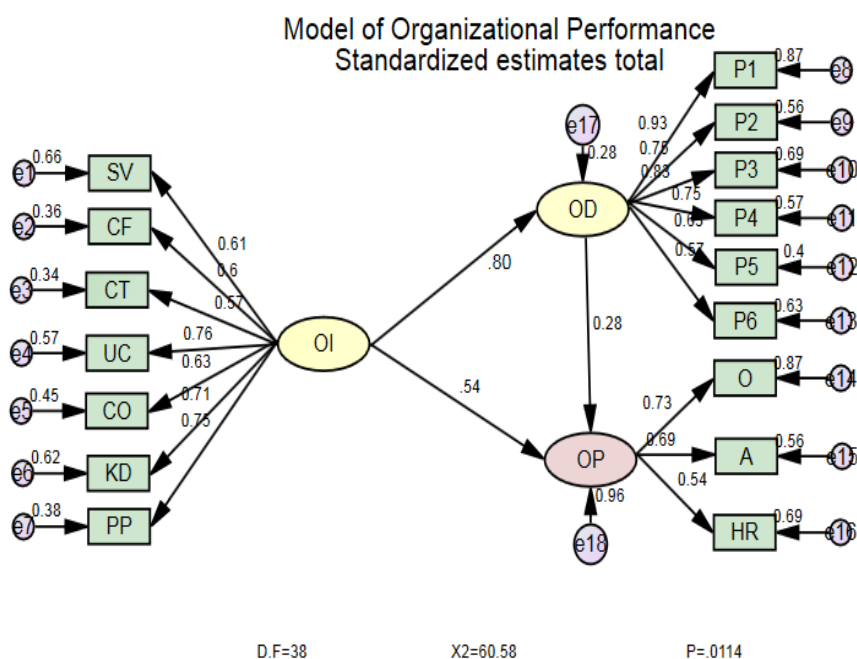 Model of Organizational Performance
Standardized estimates total
0.87
P1
e8
0.93
e17
0.56
P2
e9
0.75
0.28
0.69
P3
e10
0.83
0.66
SV
e1
OD
0.75
0.57
P4
e11
0.36
CF
e2
0.61
0.4
P5
e12
0.57
0.6
.80
0.34
CT
e3
0.57
0.28
0.63
P6
e13
0.57
UC
e4
0.76
OI
0.63
0.87
O
e14
0.45
CO
e5
0.71
.54
0.73
0.75
0.69
0.56
A
e15
0.62
KD
e6
OP
0.54
0.38
PP
e7
0.96
0.69
HR
e16
e18
D.F=38 X2=60.58 P=.0114